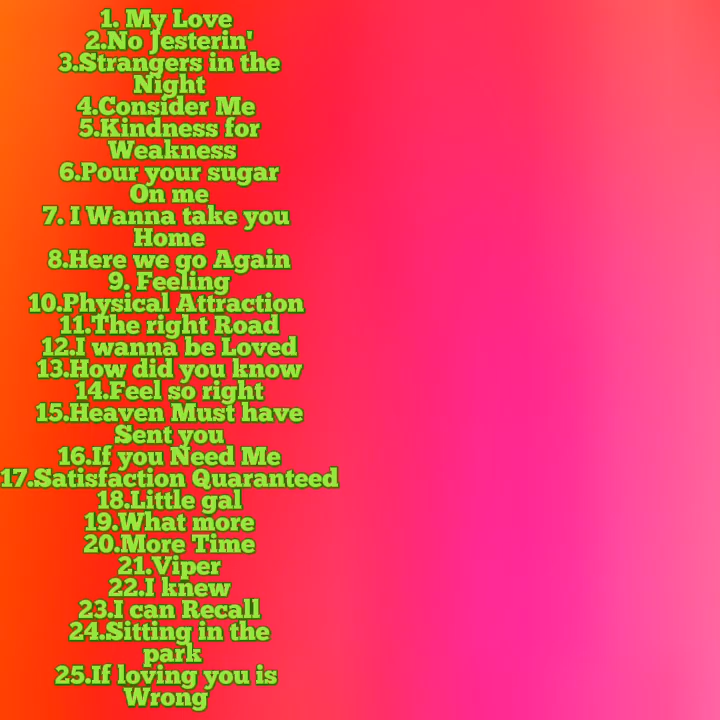 1. My Love
2.No Jesterin'
3.Strangers in the
Night
4.Consider Me
5.Kindness for
Weakness
6.Pour your sugar
On me
7. I Wanna take you
Home
8.Here we go Again
9. Feeling
10.Physical Attraction
11.The right Road
12.I wanna be Loved
13.How did you know
14.Feel so right
15.Heaven Must have
Sent you
16.If you Need Me
17.Satisfaction Quaranteed
18.Little gal
19.What more
20.More Time
21.Viper
22.I knew
23.I can Recall
24.Sitting in the
park
25.If loving you is
Wrong